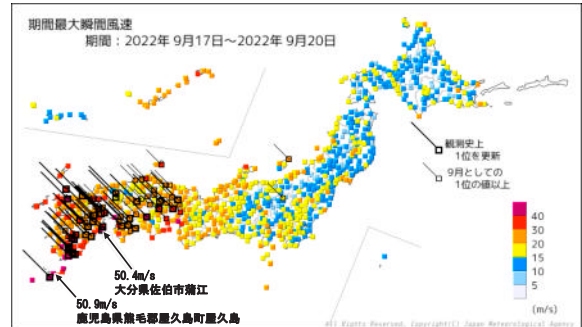 期間最大瞬間風速
期間：2022年9月17日～2022年9月20日
観測史上
1位を更新
9月としての
1位の値以上
40
30
20
15
10
5
(m/s)
50.4m/s
大分県佐伯市蒲江
50.9m/s
鹿児島県熊毛郡屋久島町屋久島
All Rights Reserved. Copyright(C) Japan Meteorological Agency